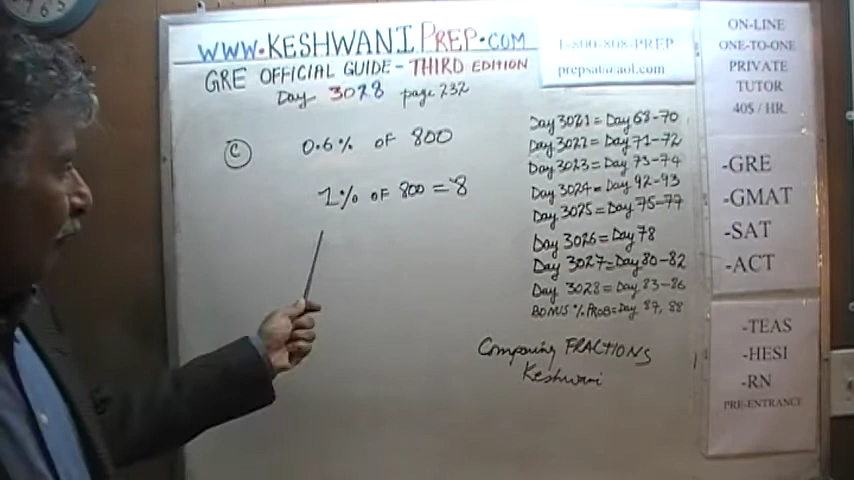 WWW.KESHWANIPREP.COM
GRE OFFICIAL GUIDE - THIRD EDITION
Day 3028 page 232
C 0.6% OF 800
1% OF 800 = 8
1-800-808-PREP
prepsat@aol.com
Day 3021 = Day 68-70
Day 3022 = Day 71-72
Day 3023 = Day 73-74
Day 3024 = Day 92-93
Day 3025 = Day 75-77
Day 3026 = Day 78
Day 3027 = Day 80-82
Day 3028 = Day 83-86
BONUS % PROB = Day 87, 88
Comparing FRACTIONS
Keshwani
ON-LINE
ONE-TO-ONE
PRIVATE
TUTOR
40$ / HR
-GRE
-GMAT
-SAT
-ACT
-TEAS
-HESI
-RN
PRE-ENTRANCE